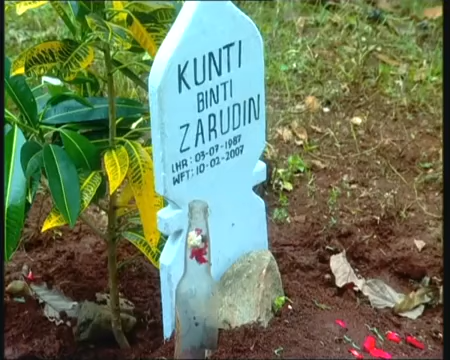 KUNTI
BINTI
ZARUDIN
LHR: 03-07-1987
WFT: 10-02-2007